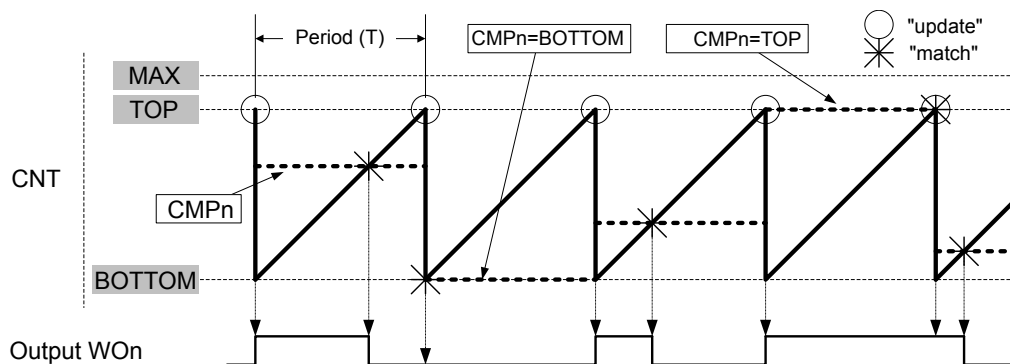 Period (T)
CMPn=BOTTOM
CMPn=TOP
"update"
"match"
MAX
TOP
CNT
CMPn
BOTTOM
Output WOn